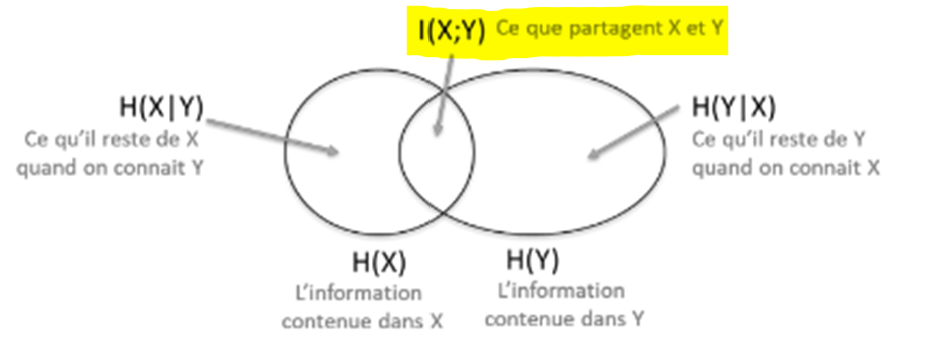 I(X;Y) Ce que partagent X et Y
H(X|Y)
Ce qu'il reste de X
quand on connait Y
H(Y|X)
Ce qu'il reste de Y
quand on connait X
H(X)
L'information
contenue dans X
H(Y)
L'information
contenue dans Y